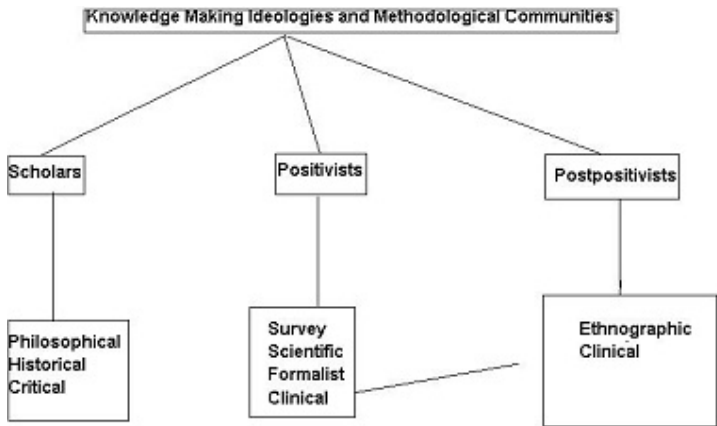 Knowledge Making Ideologies and Methodological Communities
Scholars
Positivists
Postpositivists
Philosophical
Historical
Critical
Survey
Scientific
Formalist
Clinical
Ethnographic
Clinical